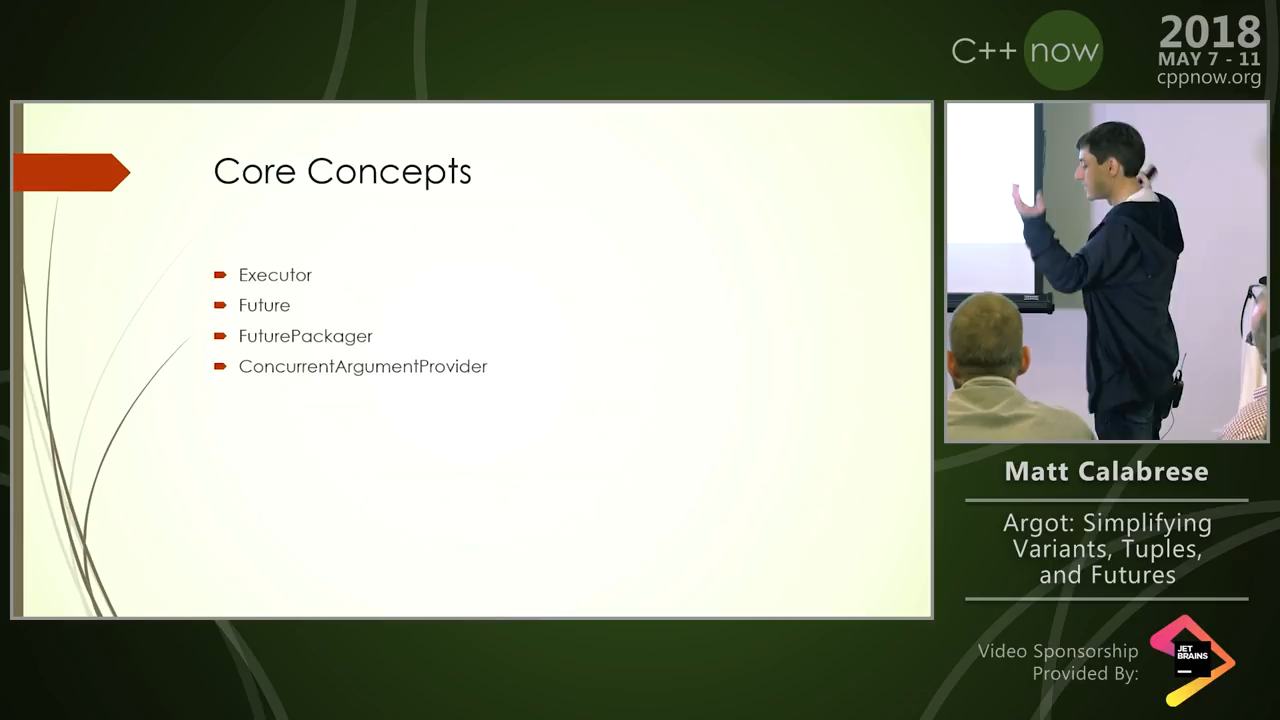 C++ now
2018
MAY 7 - 11
cppnow.org
Core Concepts
Executor
Future
FuturePackager
ConcurrentArgumentProvider
Matt Calabrese
Argot: Simplifying
Variants, Tuples,
and Futures
Video Sponsorship
Provided By:
JET
BRAINS